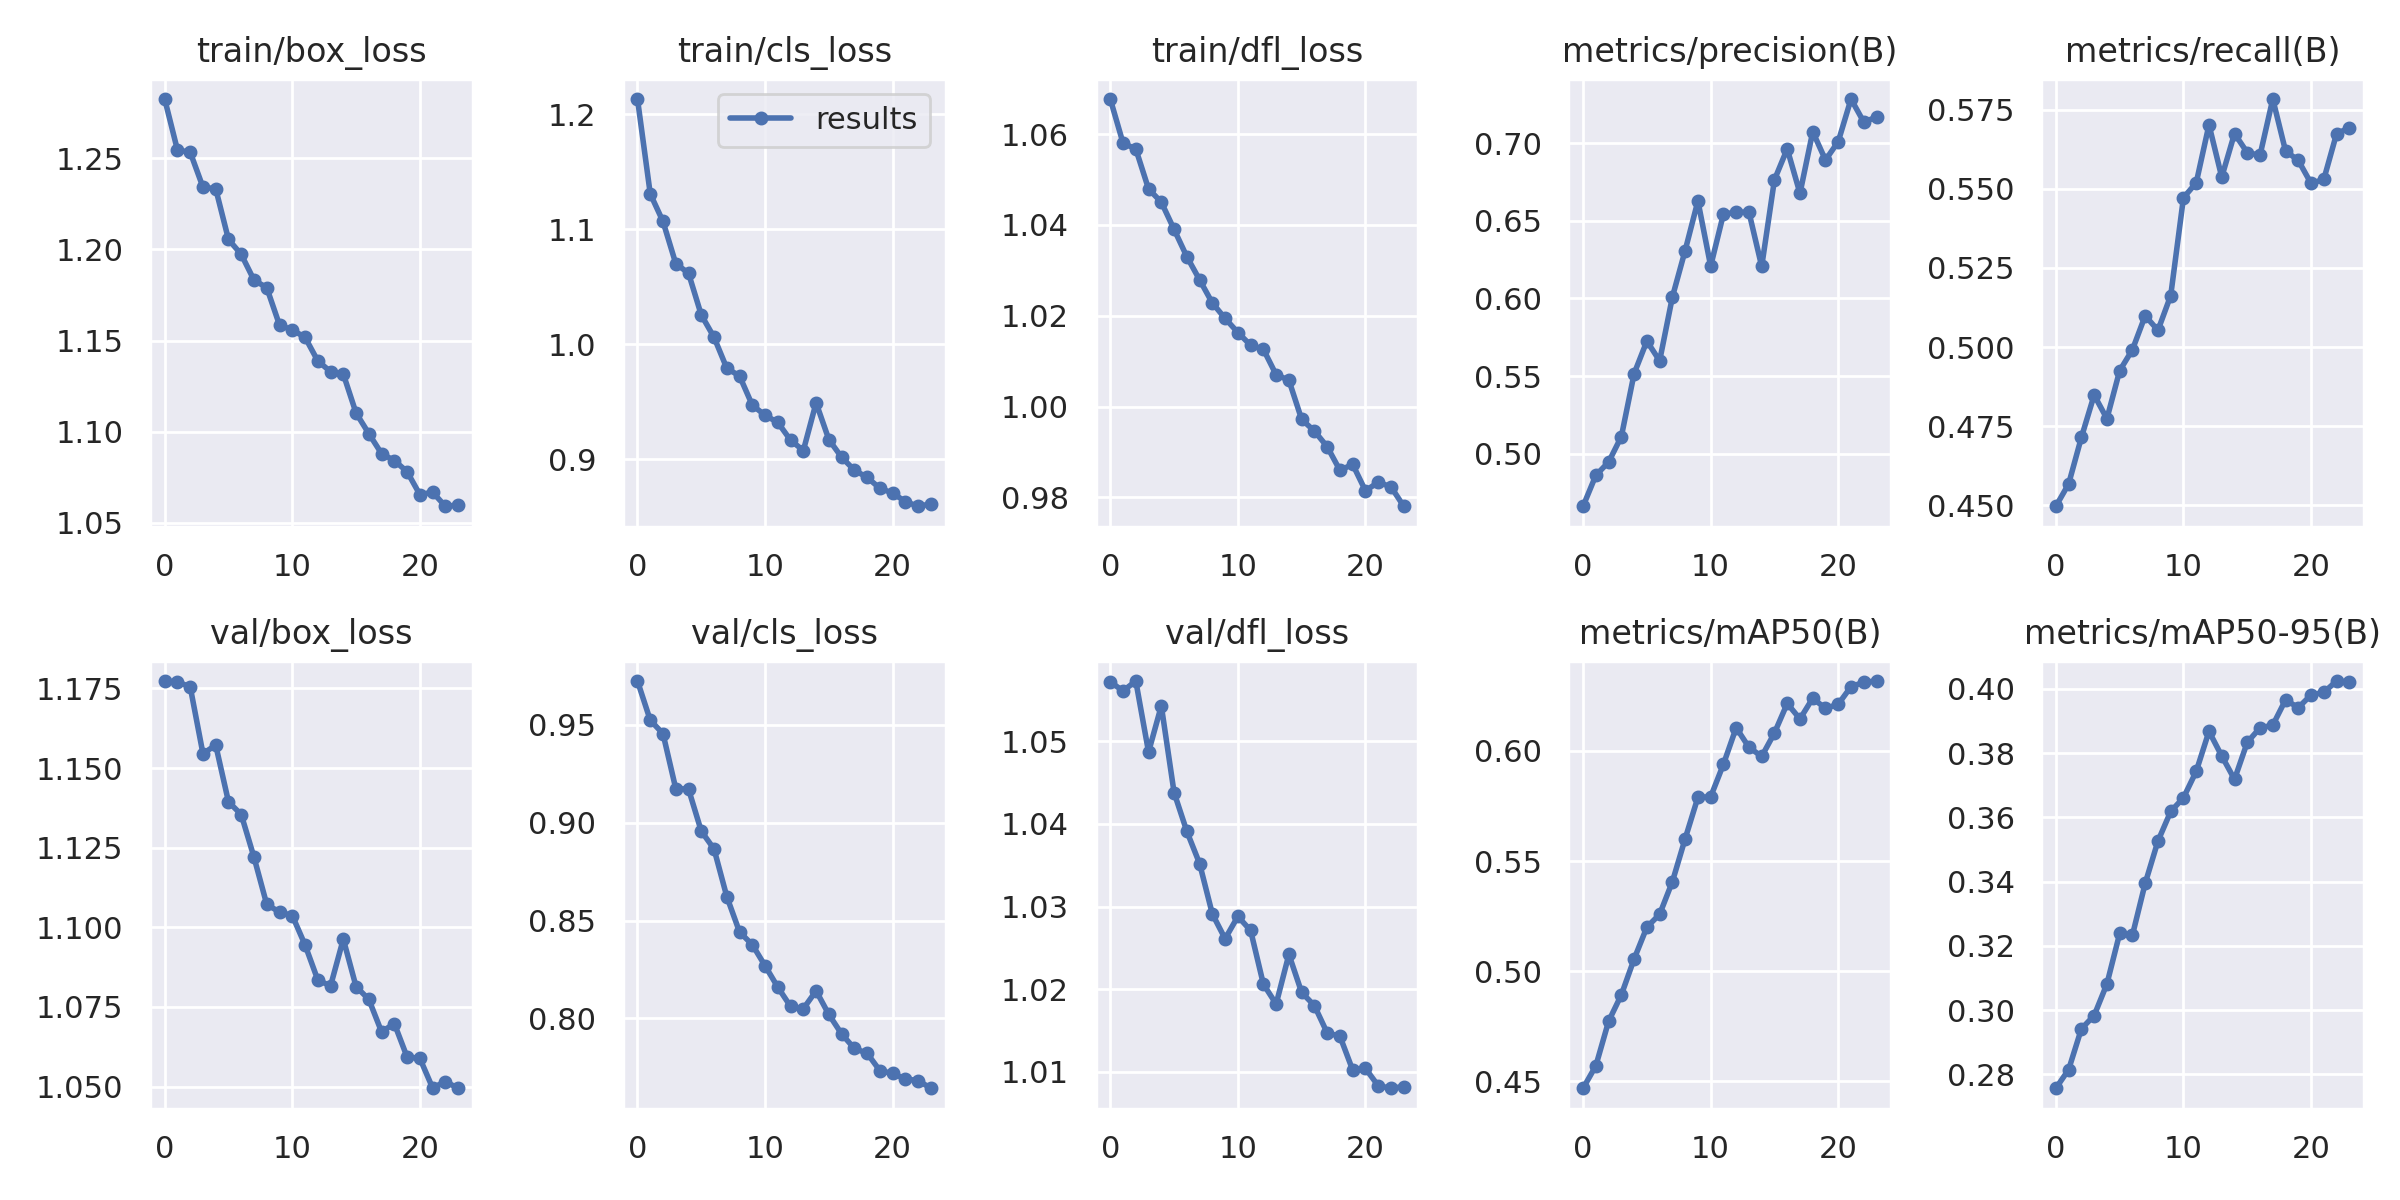 train/box_loss
train/cls_loss
train/dfl_loss
metrics/precision(B)
metrics/recall(B)
1.25
1.20
1.15
1.10
1.05
0 10 20
results
1.2
1.1
1.0
0.9
0 10 20
1.06
1.04
1.02
1.00
0.98
0 10 20
0.70
0.65
0.60
0.55
0.50
0 10 20
0.575
0.550
0.525
0.500
0.475
0.450
0 10 20
val/box_loss
val/cls_loss
val/dfl_loss
metrics/mAP50(B)
metrics/mAP50-95(B)
1.175
1.150
1.125
1.100
1.075
1.050
0 10 20
0.95
0.90
0.85
0.80
0 10 20
1.05
1.04
1.03
1.02
1.01
0 10 20
0.60
0.55
0.50
0.45
0 10 20
0.40
0.38
0.36
0.34
0.32
0.30
0.28
0 10 20